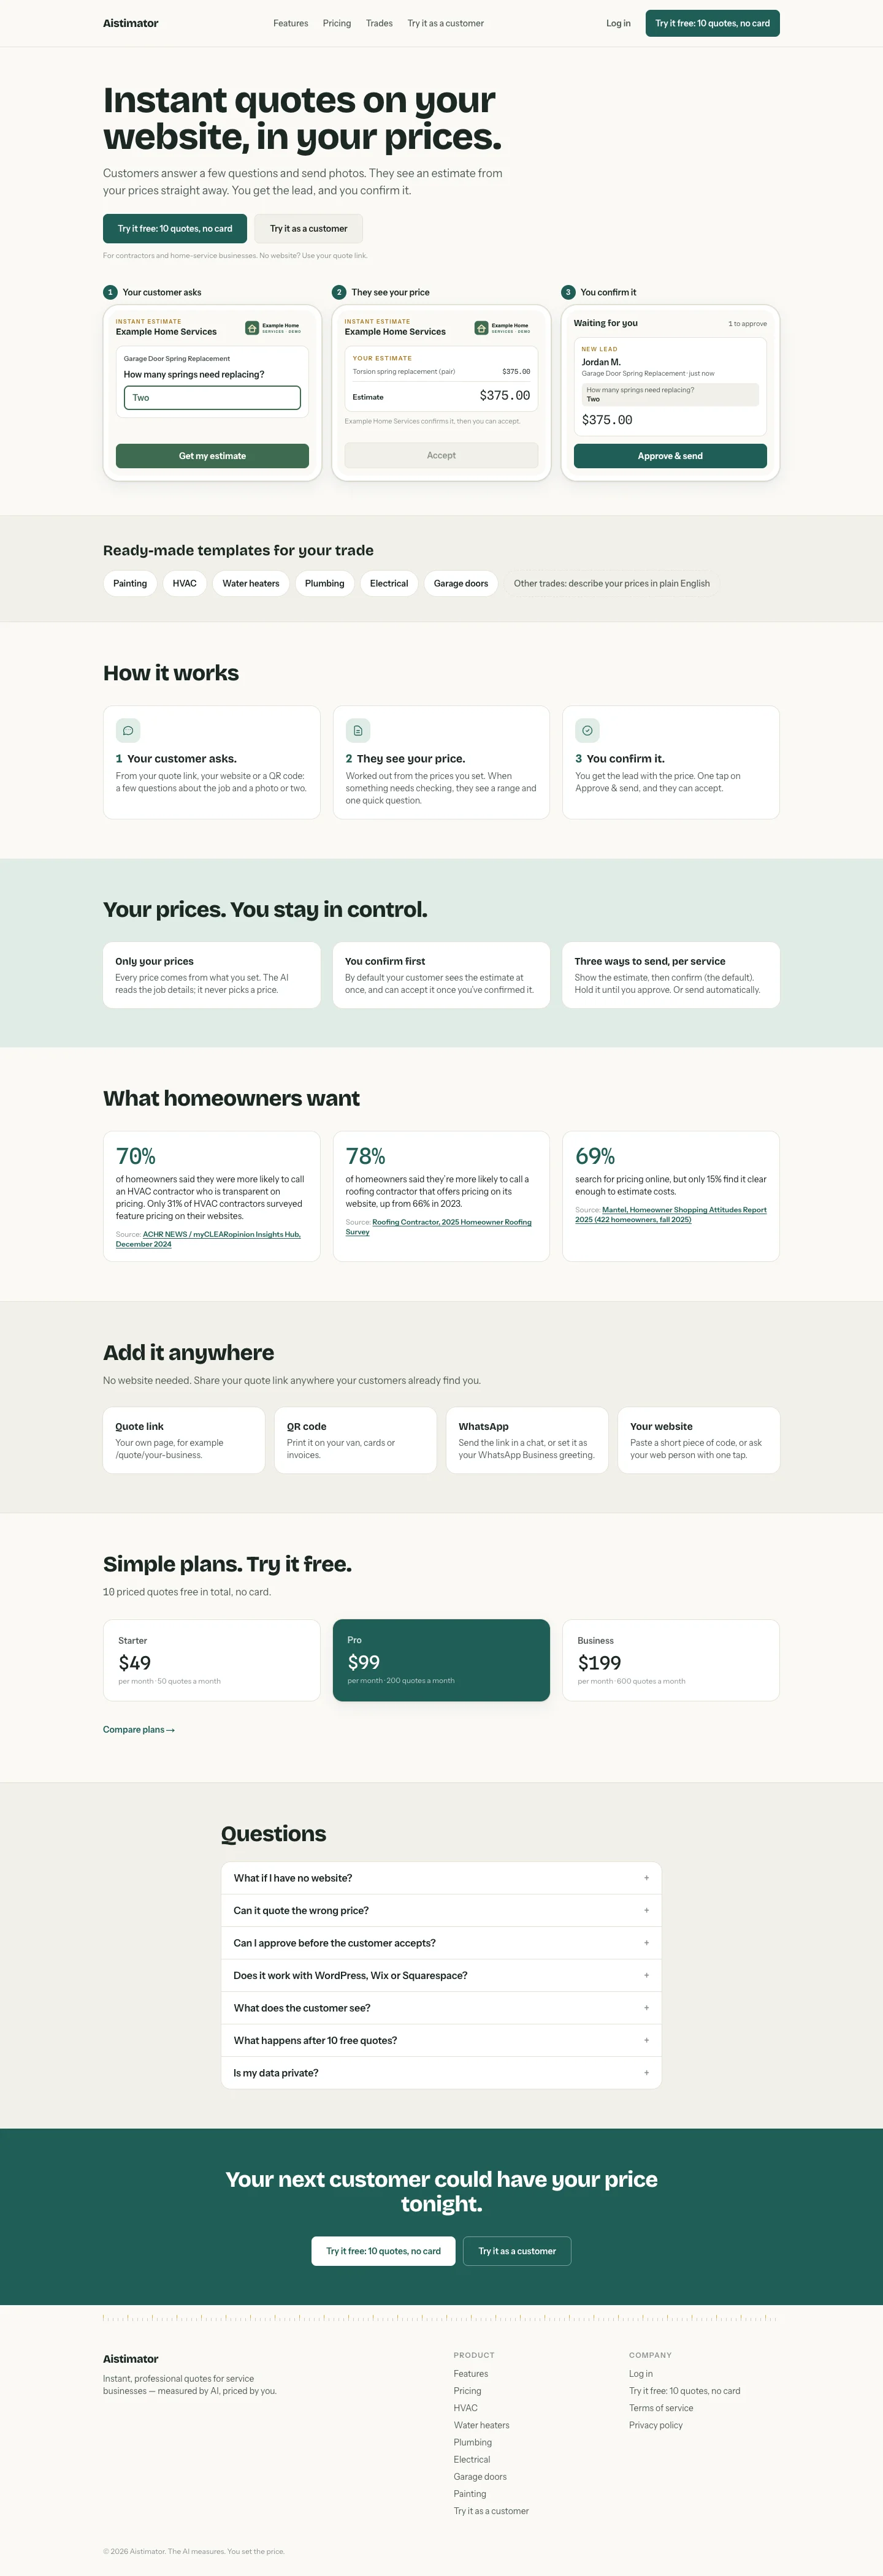 Aistimator
Features Pricing Trades Try it as a customer
Log in Try it free: 10 quotes, no card
Instant quotes on your
website, in your prices.
Customers answer a few questions and send photos. They see an estimate from
your prices straight away. You get the lead, and you confirm it.
Try it free: 10 quotes, no card Try it as a customer
For contractors and home-service businesses. No website? Use your quote link.
1 Your customer asks
INSTANT ESTIMATE
Example Home Services
Example Home
SERVICES · DEMO
Garage Door Spring Replacement
How many springs need replacing?
Two
Get my estimate
2 They see your price
INSTANT ESTIMATE
Example Home Services
Example Home
SERVICES · DEMO
YOUR ESTIMATE
Torsion spring replacement (pair) $375.00
Estimate $375.00
Example Home Services confirms it, then you can accept.
Accept
3 You confirm it
Waiting for you 1 to approve
NEW LEAD
Jordan M.
Garage Door Spring Replacement · just now
How many springs need replacing?
Two
$375.00
Approve & send
Ready-made templates for your trade
Painting HVAC Water heaters Plumbing Electrical Garage doors Other trades: describe your prices in plain English
How it works
1 Your customer asks.
From your quote link, your website or a QR code:
a few questions about the job and a photo or two.
2 They see your price.
Worked out from the prices you set. When
something needs checking, they see a range and
one quick question.
3 You confirm it.
You get the lead with the price. One tap on
Approve & send, and they can accept.
Your prices. You stay in control.
Only your prices
Every price comes from what you set. The AI
reads the job details; it never picks a price.
You confirm first
By default your customer sees the estimate at
once, and can accept it once you've confirmed it.
Three ways to send, per service
Show the estimate, then confirm (the default).
Hold it until you approve. Or send automatically.
What homeowners want
70%
of homeowners said they were more likely to call
an HVAC contractor who is transparent on
pricing. Only 31% of HVAC contractors surveyed
feature pricing on their websites.
Source: ACHR NEWS / myCLEARopinion Insights Hub,
December 2024
78%
of homeowners said they're more likely to call a
roofing contractor that offers pricing on its
website, up from 66% in 2023.
Source: Roofing Contractor, 2025 Homeowner Roofing
Survey
69%
search for pricing online, but only 15% find it clear
enough to estimate costs.
Source: Mantel, Homeowner Shopping Attitudes Report
2025 (422 homeowners, fall 2025)
Add it anywhere
No website needed. Share your quote link anywhere your customers already find you.
Quote link
Your own page, for example
/quote/your-business.
QR code
Print it on your van, cards or
invoices.
WhatsApp
Send the link in a chat, or set it as
your WhatsApp Business greeting.
Your website
Paste a short piece of code, or ask
your web person with one tap.
Simple plans. Try it free.
10 priced quotes free in total, no card.
Starter
$49
per month · 50 quotes a month
Pro
$99
per month · 200 quotes a month
Business
$199
per month · 600 quotes a month
Compare plans →
Questions
What if I have no website? +
Can it quote the wrong price? +
Can I approve before the customer accepts? +
Does it work with WordPress, Wix or Squarespace? +
What does the customer see? +
What happens after 10 free quotes? +
Is my data private? +
Your next customer could have your price
tonight.
Try it free: 10 quotes, no card Try it as a customer
Aistimator
Instant, professional quotes for service
businesses — measured by AI, priced by you.
PRODUCT
Features
Pricing
HVAC
Water heaters
Plumbing
Electrical
Garage doors
Painting
Try it as a customer
COMPANY
Log in
Try it free: 10 quotes, no card
Terms of service
Privacy policy
© 2026 Aistimator. The AI measures. You set the price.